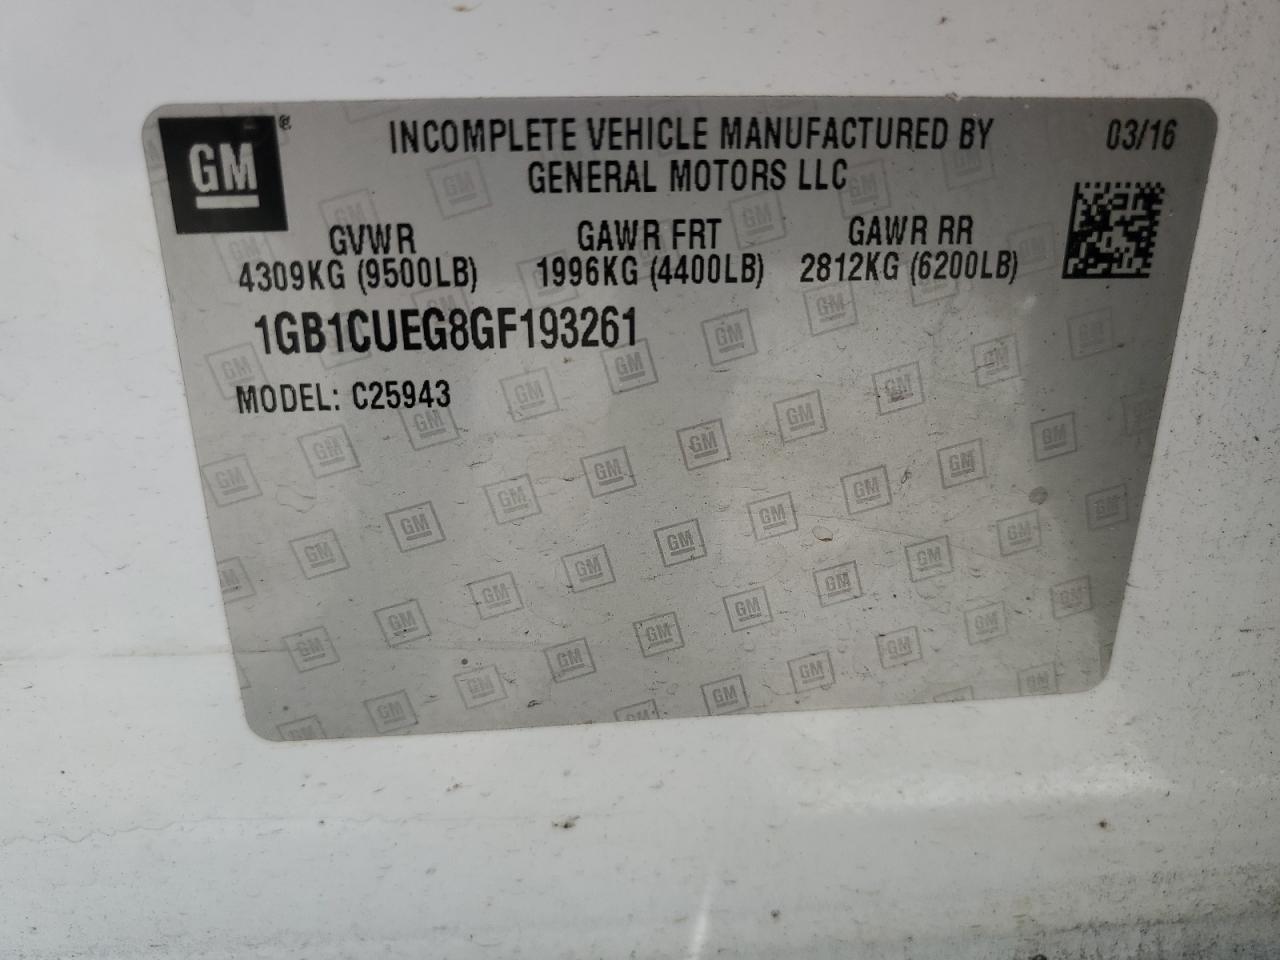 GM ®
INCOMPLETE VEHICLE MANUFACTURED BY
GENERAL MOTORS LLC
03/16
GVWR GAWR FRT GAWR RR
4309KG (9500LB) 1996KG (4400LB) 2812KG (6200LB)
1GB1CUEG8GF193261
MODEL: C25943